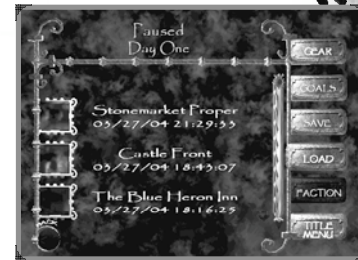 Paused
Day One
GEAR
GOALS
Stonemarket Proper
03/27/04 21:29:33
SAVE
Castle Front
03/27/04 18:43:07
LOAD
FACTION
The Blue Heron Inn
03/27/04 18:16:25
TITLE
MENU